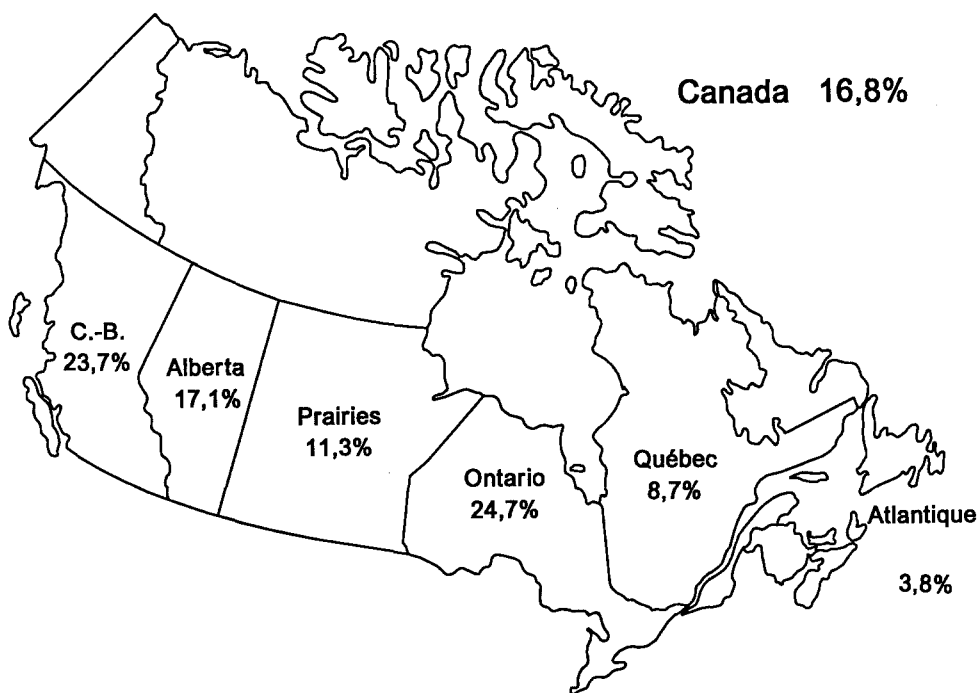 Canada 16,8%
C.-B.
23,7%
Alberta
17,1%
Prairies
11,3%
Ontario
24,7%
Québec
8,7%
Atlantique
3,8%